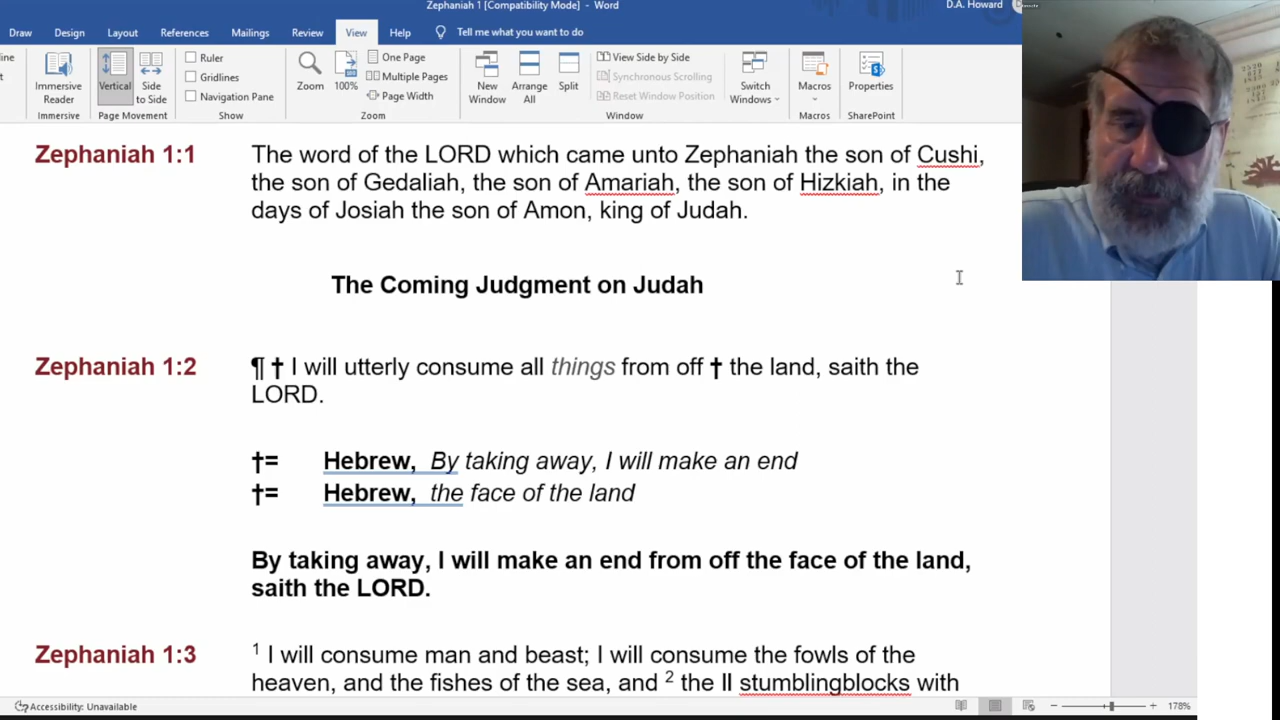 Zephaniah 1 [Compatibility Mode] - Word
D.A. Howard
Draw Design Layout References Mailings Review View Help Tell me what you want to do
Immersive Reader
Immersive
Vertical
Side to Side
Page Movement
Ruler
Gridlines
Navigation Pane
Show
Zoom
100%
One Page
Multiple Pages
Page Width
Zoom
New Window
Arrange All
Split
View Side by Side
Synchronous Scrolling
Reset Window Position
Window
Switch Windows
Macros
Macros
Properties
SharePoint
Zephaniah 1:1 The word of the LORD which came unto Zephaniah the son of Cushi,
the son of Gedaliah, the son of Amariah, the son of Hizkiah, in the
days of Josiah the son of Amon, king of Judah.
The Coming Judgment on Judah
Zephaniah 1:2 ¶ † I will utterly consume all things from off † the land, saith the
LORD.
†= Hebrew, By taking away, I will make an end
†= Hebrew, the face of the land
By taking away, I will make an end from off the face of the land,
saith the LORD.
Zephaniah 1:3 1 I will consume man and beast; I will consume the fowls of the
heaven, and the fishes of the sea, and 2 the II stumblingblocks with
Accessibility: Unavailable
178%